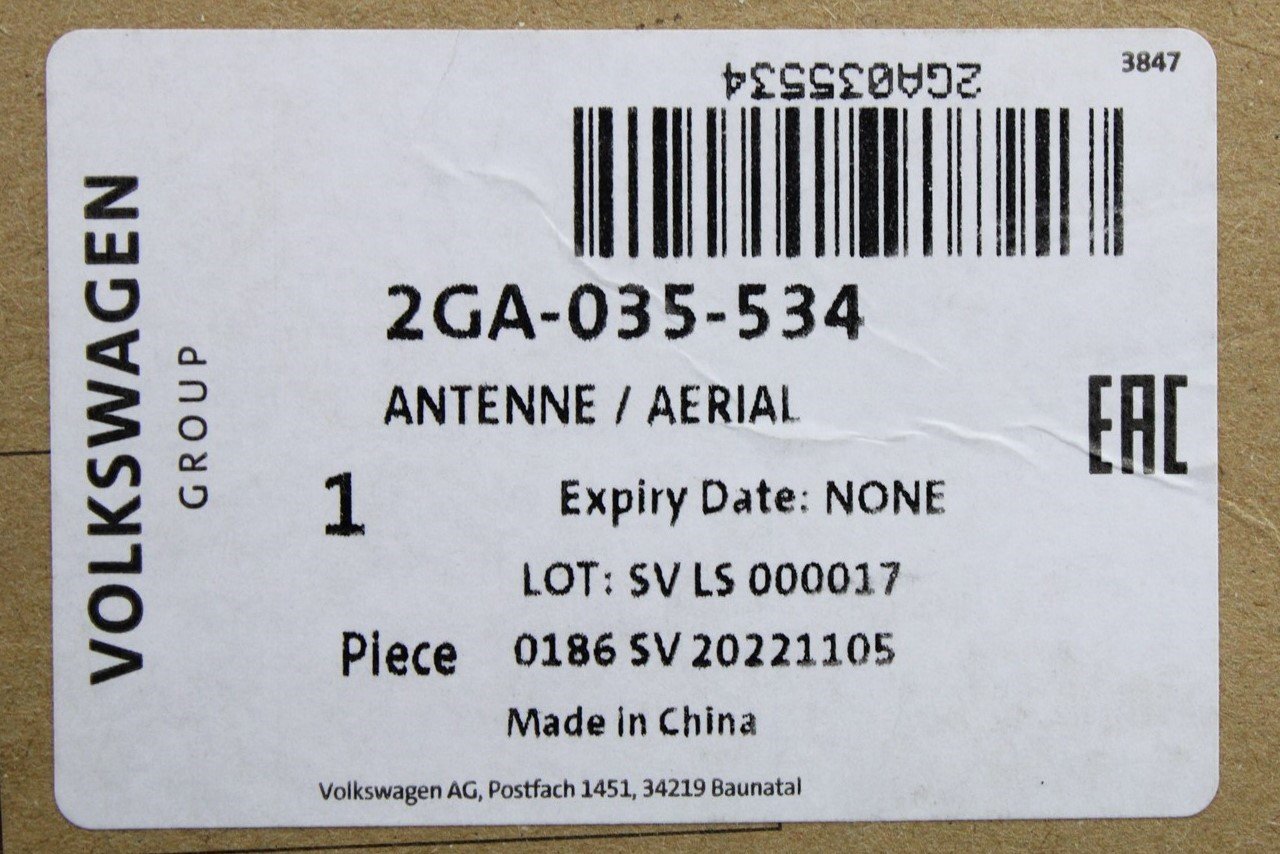 3847
2GA035534
VOLKSWAGEN
GROUP
2GA-035-534
ANTENNE / AERIAL
EAC
1
Expiry Date: NONE
LOT: SV LS 000017
Piece
0186 SV 20221105
Made in China
Volkswagen AG, Postfach 1451, 34219 Baunatal